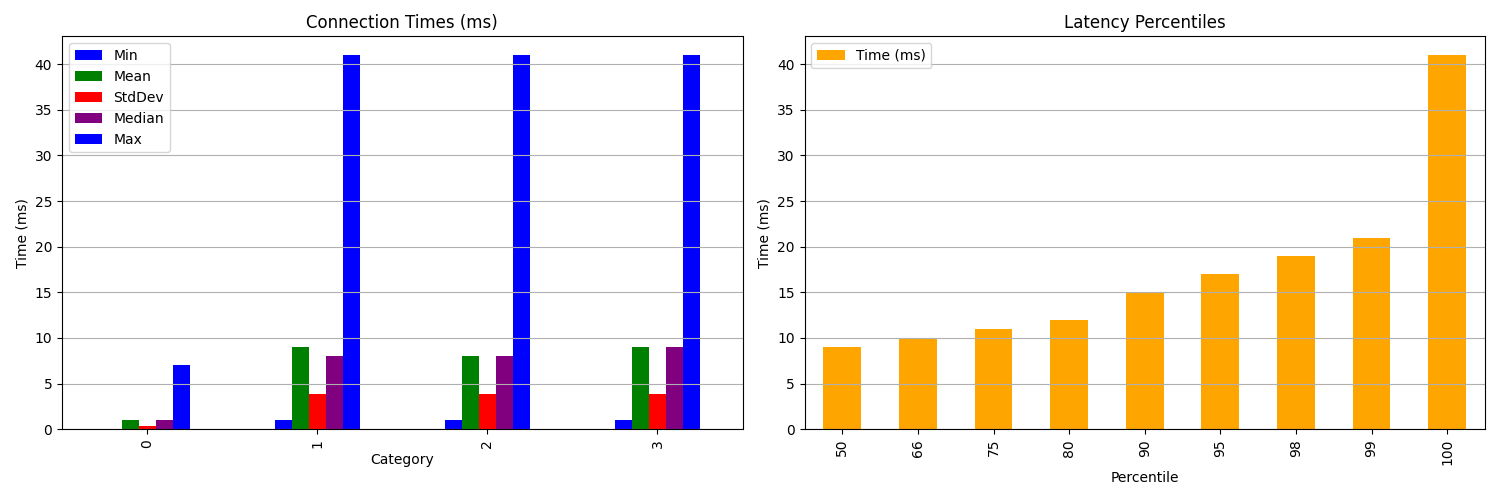 Connection Times (ms)
Min
Mean
StdDev
Median
Max
40
35
30
25
20
15
10
5
0
Time (ms)
0
1
2
3
Category
Latency Percentiles
Time (ms)
40
35
30
25
20
15
10
5
0
Time (ms)
50
66
75
80
90
95
98
99
100
Percentile